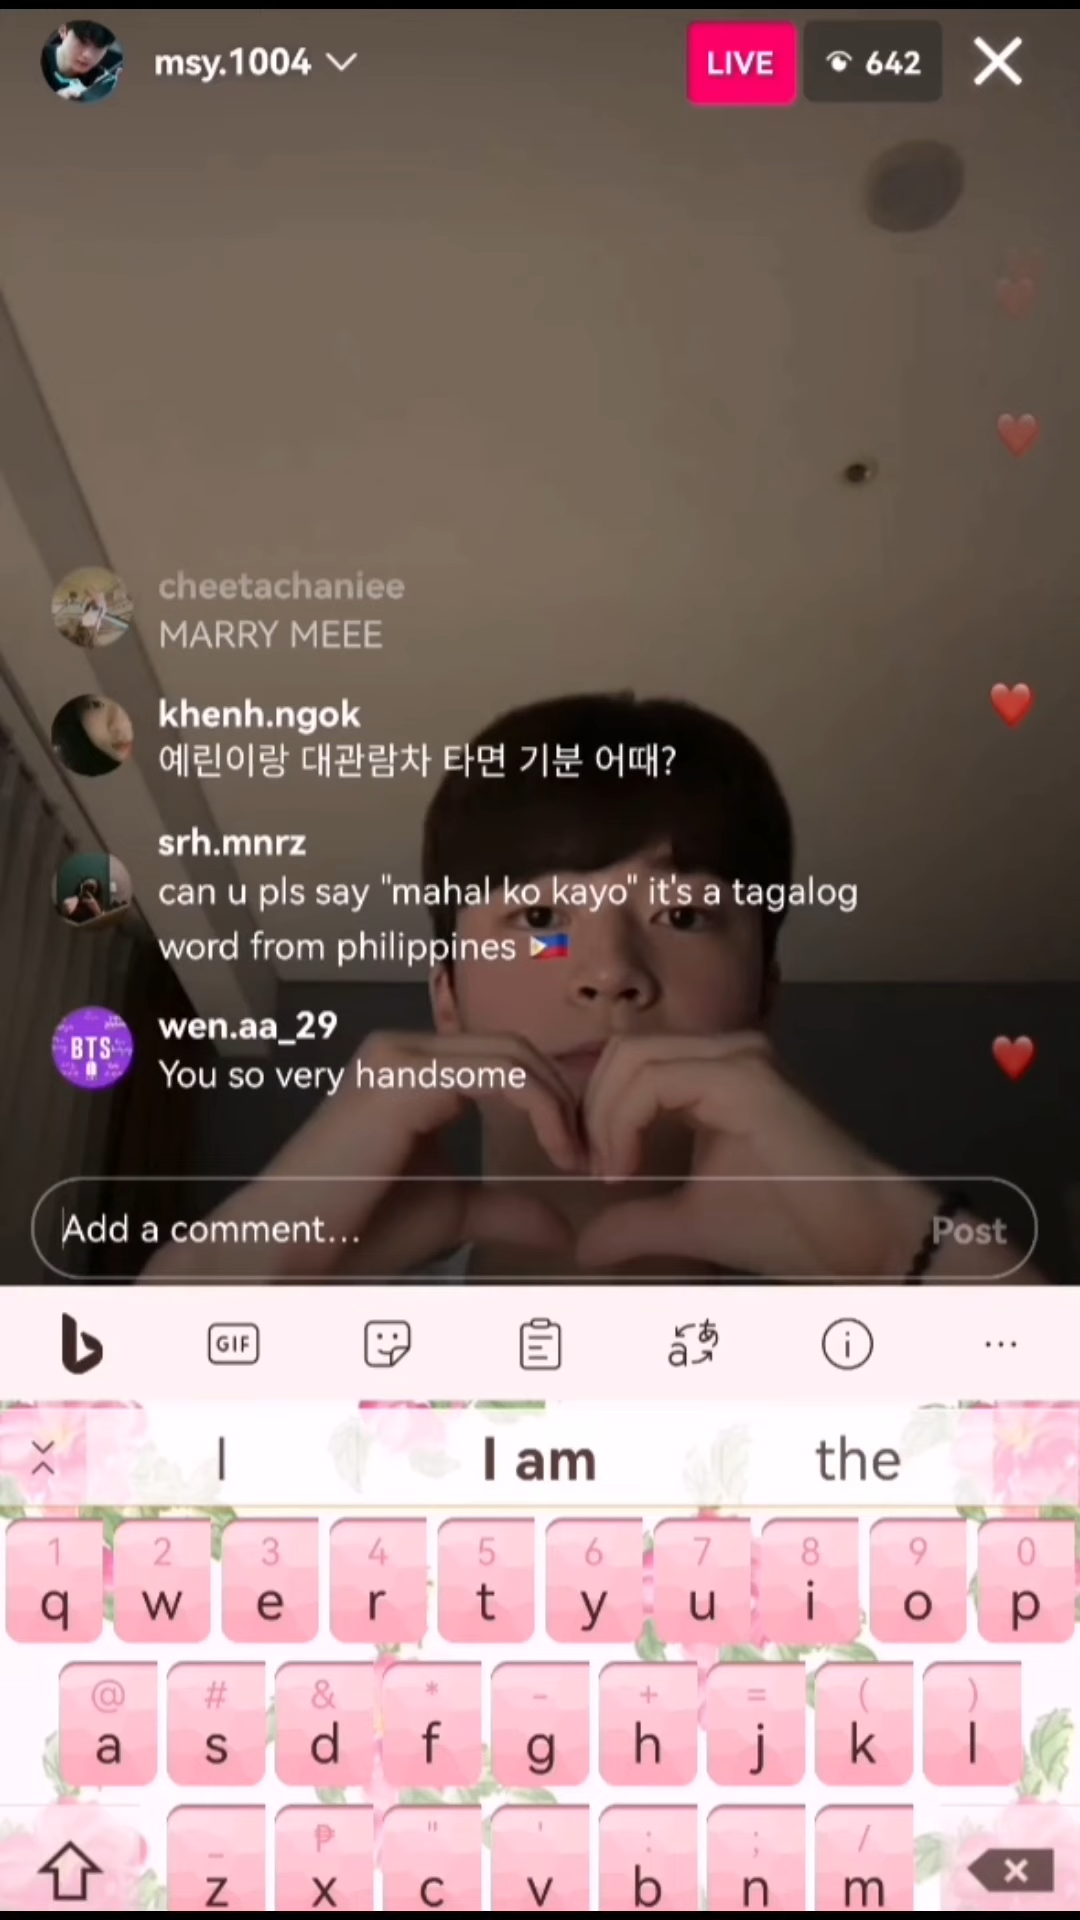 msy.1004
LIVE
642
cheetachaniee
MARRY MEEE
khenh.ngok
예린이랑 대관람차 타면 기분 어때?
srh.mnrz
can u pls say "mahal ko kayo" it's a tagalog
word from philippines 🇵🇭
wen.aa_29
BTS
You so very handsome
Add a comment...
Post
GIF
a あ
I
I am
the
1 2 3 4 5 6 7 8 9 0
q w e r t y u i o p
@ # & * - + = ( )
a s d f g h j k l
_ ₱ " ' : ; /
z x c v b n m